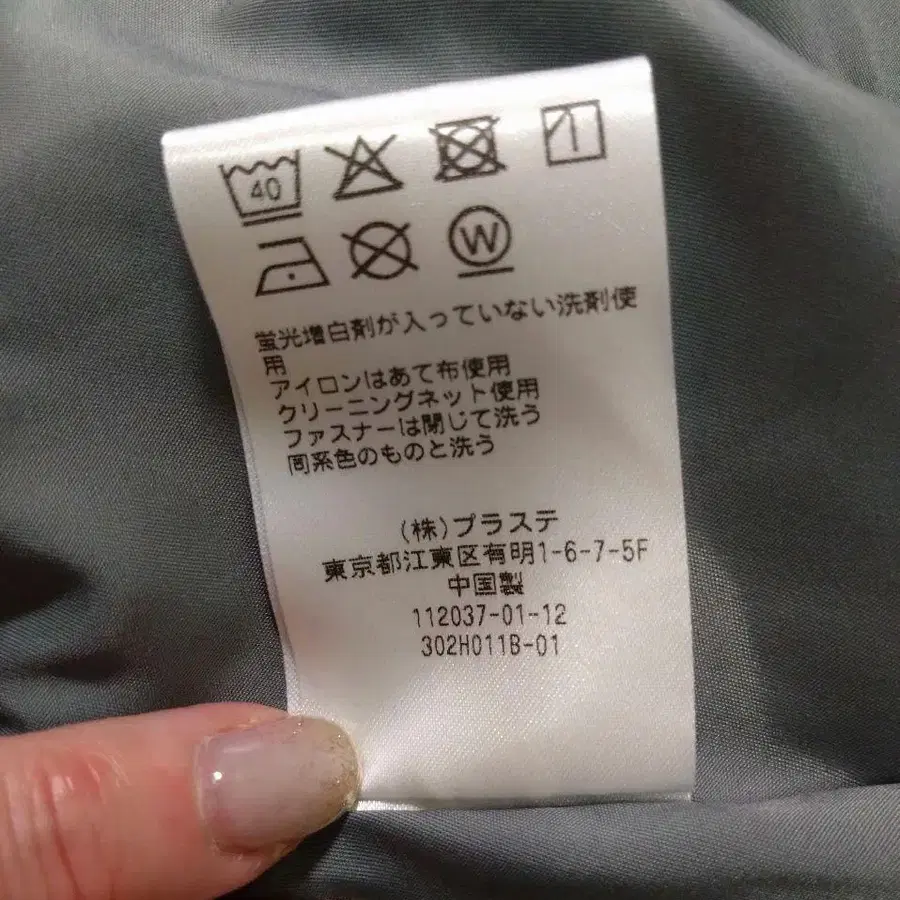 40
W
蛍光増白剤が入っていない洗剤使
用
アイロンはあて布使用
クリーニングネット使用
ファスナーは閉じて洗う
同系色のものと洗う
(株)プラステ
東京都江東区有明1-6-7-5F
中国製
112037-01-12
302H011B-01